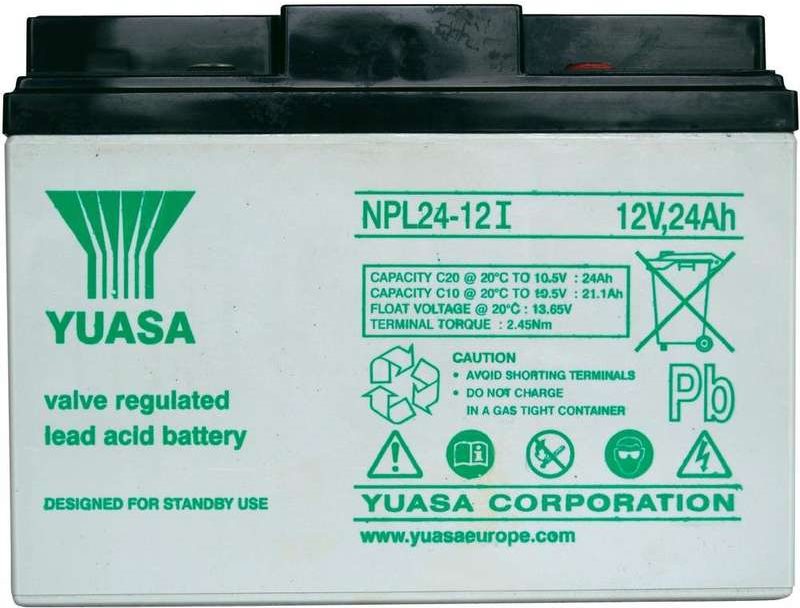 YUASA
valve regulated
lead acid battery
DESIGNED FOR STANDBY USE
NPL24-12 I 12V,24Ah
CAPACITY C20 @ 20°C TO 10.5V : 24Ah
CAPACITY C10 @ 20°C TO 10.5V : 21.1Ah
FLOAT VOLTAGE @ 20°C : 13.65V
TERMINAL TORQUE : 2.45Nm
CAUTION
• AVOID SHORTING TERMINALS
• DO NOT CHARGE
IN A GAS TIGHT CONTAINER
Pb
YUASA CORPORATION
www.yuasaeurope.com